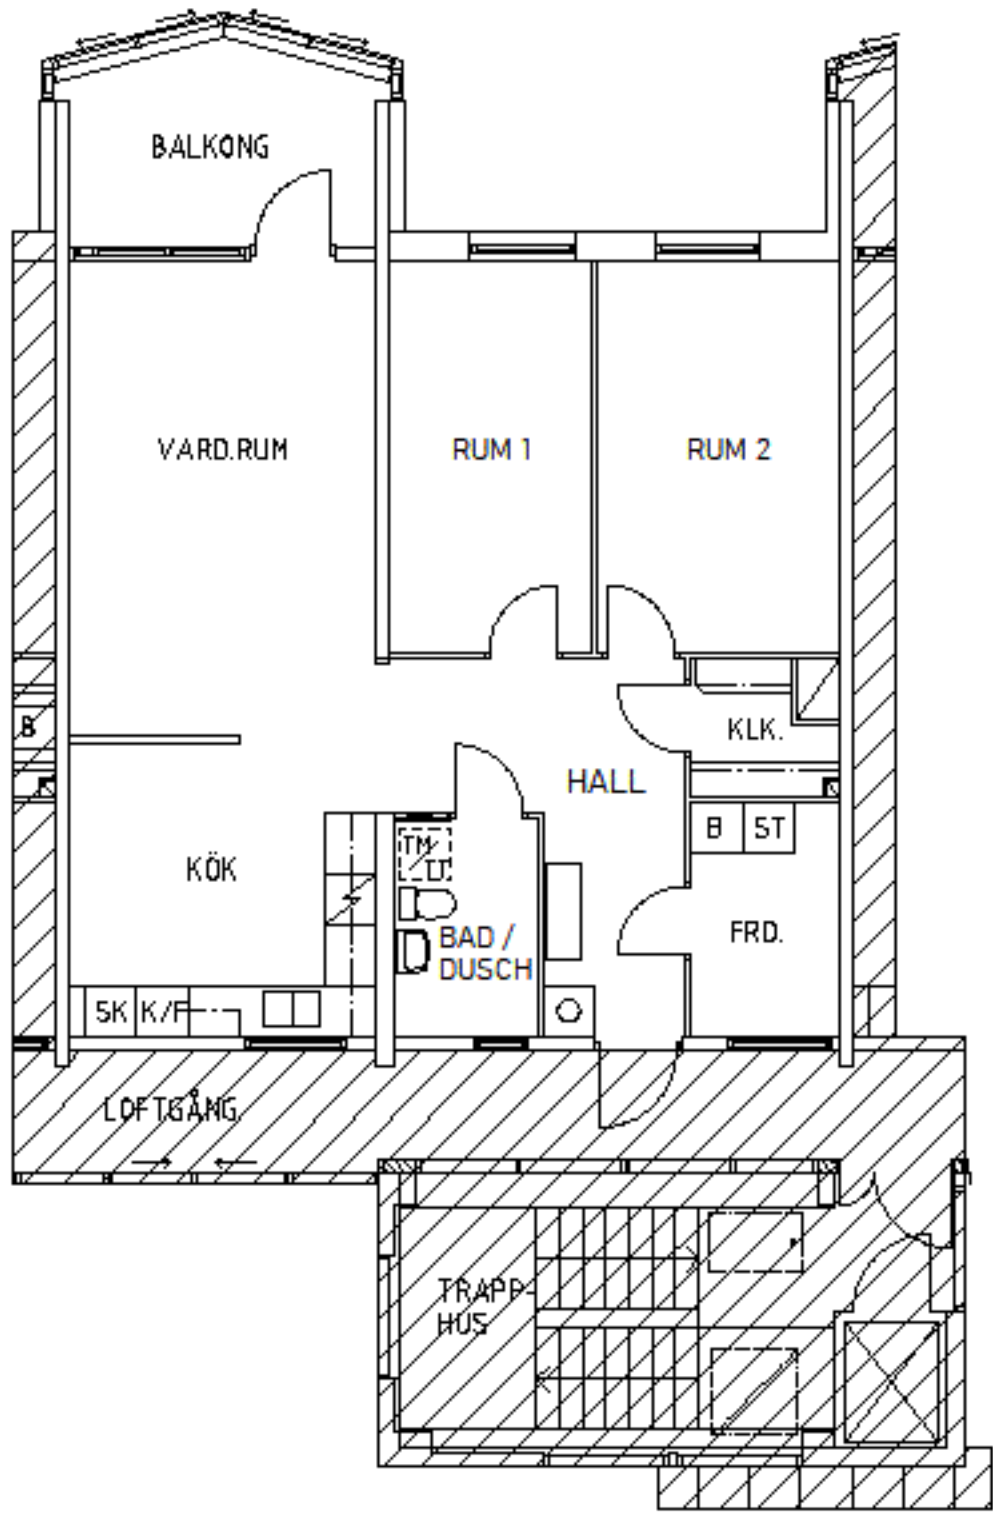 BALKONG
VARD.RUM
RUM 1
RUM 2
B
KLK.
HALL
B
ST
TM
TT
KÖK
BAD /
DUSCH
FRD.
SK
K/F
LOFTGÅNG
TRAPP-
HUS